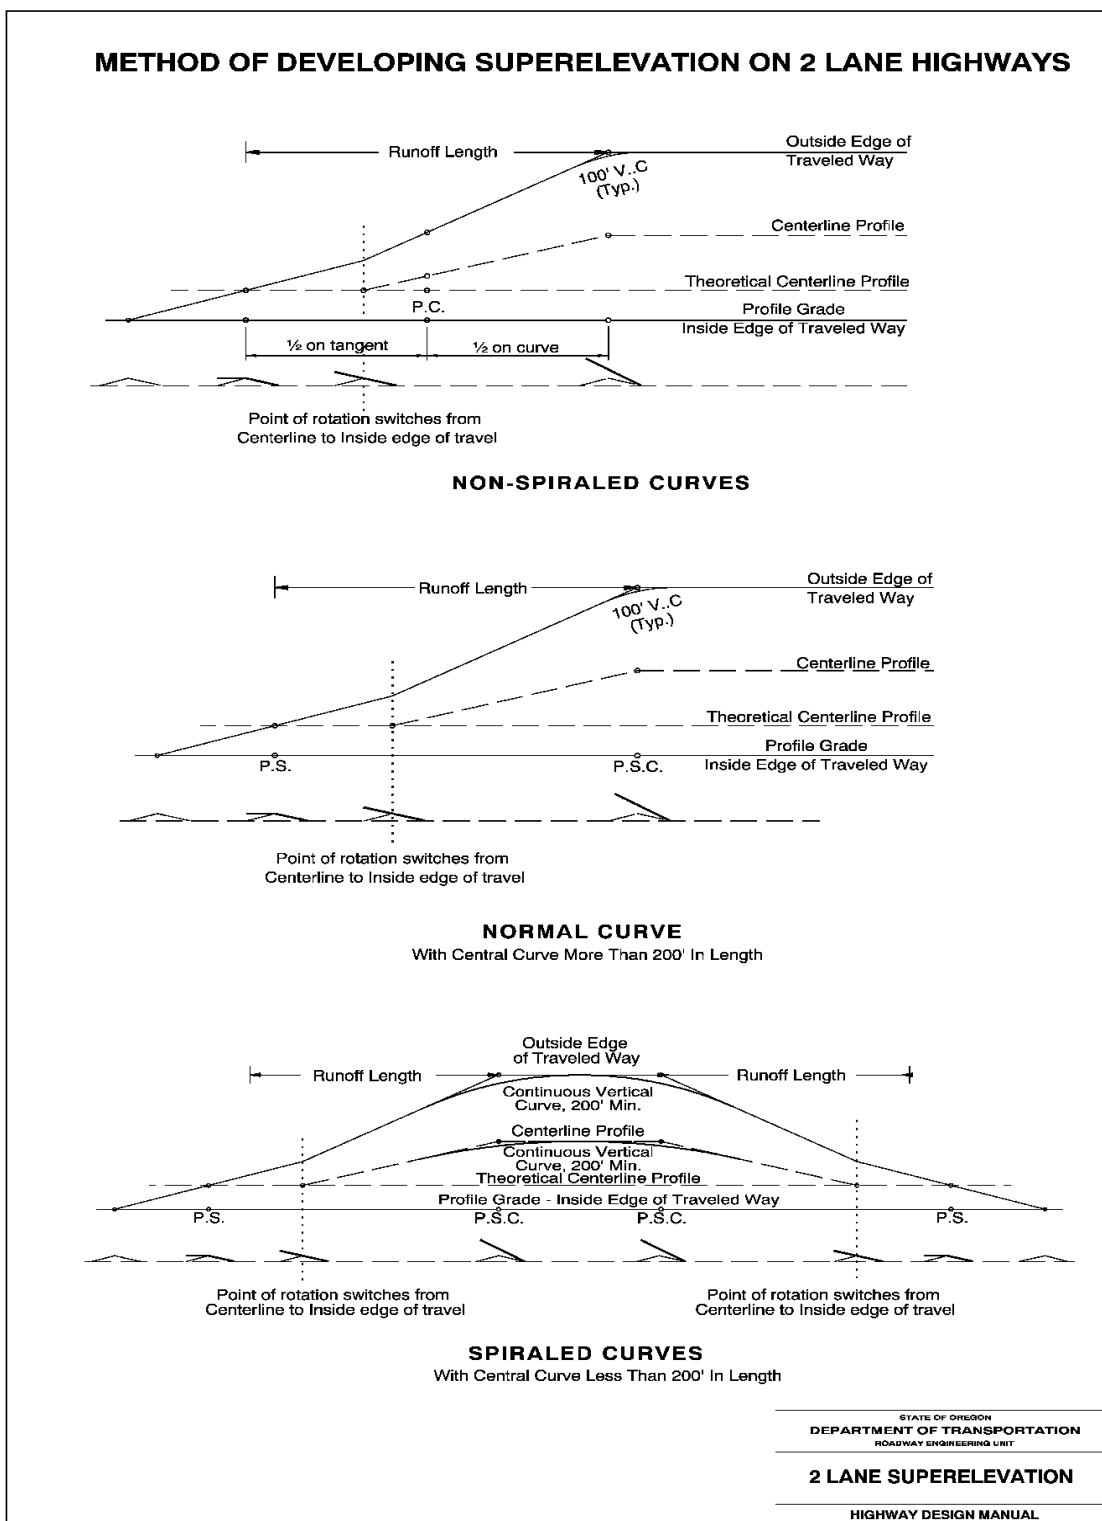 METHOD OF DEVELOPING SUPERELEVATION ON 2 LANE HIGHWAYS
Runoff Length
Outside Edge of
Traveled Way
100' V..C
(Typ.)
Centerline Profile
Theoretical Centerline Profile
P.C.
Profile Grade
Inside Edge of Traveled Way
½ on tangent
½ on curve
Point of rotation switches from
Centerline to Inside edge of travel
NON-SPIRALED CURVES
Runoff Length
Outside Edge of
Traveled Way
100' V..C
(Typ.)
Centerline Profile
Theoretical Centerline Profile
Profile Grade
Inside Edge of Traveled Way
P.S.
P.S.C.
Point of rotation switches from
Centerline to Inside edge of travel
NORMAL CURVE
With Central Curve More Than 200' In Length
Outside Edge
of Traveled Way
Runoff Length
Runoff Length
Continuous Vertical
Curve, 200' Min.
Centerline Profile
Continuous Vertical
Curve, 200' Min.
Theoretical Centerline Profile
Profile Grade - Inside Edge of Traveled Way
P.S.
P.S.C.
P.S.C.
P.S.
Point of rotation switches from
Centerline to Inside edge of travel
Point of rotation switches from
Centerline to Inside edge of travel
SPIRALED CURVES
With Central Curve Less Than 200' In Length
STATE OF OREGON
DEPARTMENT OF TRANSPORTATION
ROADWAY ENGINEERING UNIT
2 LANE SUPERELEVATION
HIGHWAY DESIGN MANUAL